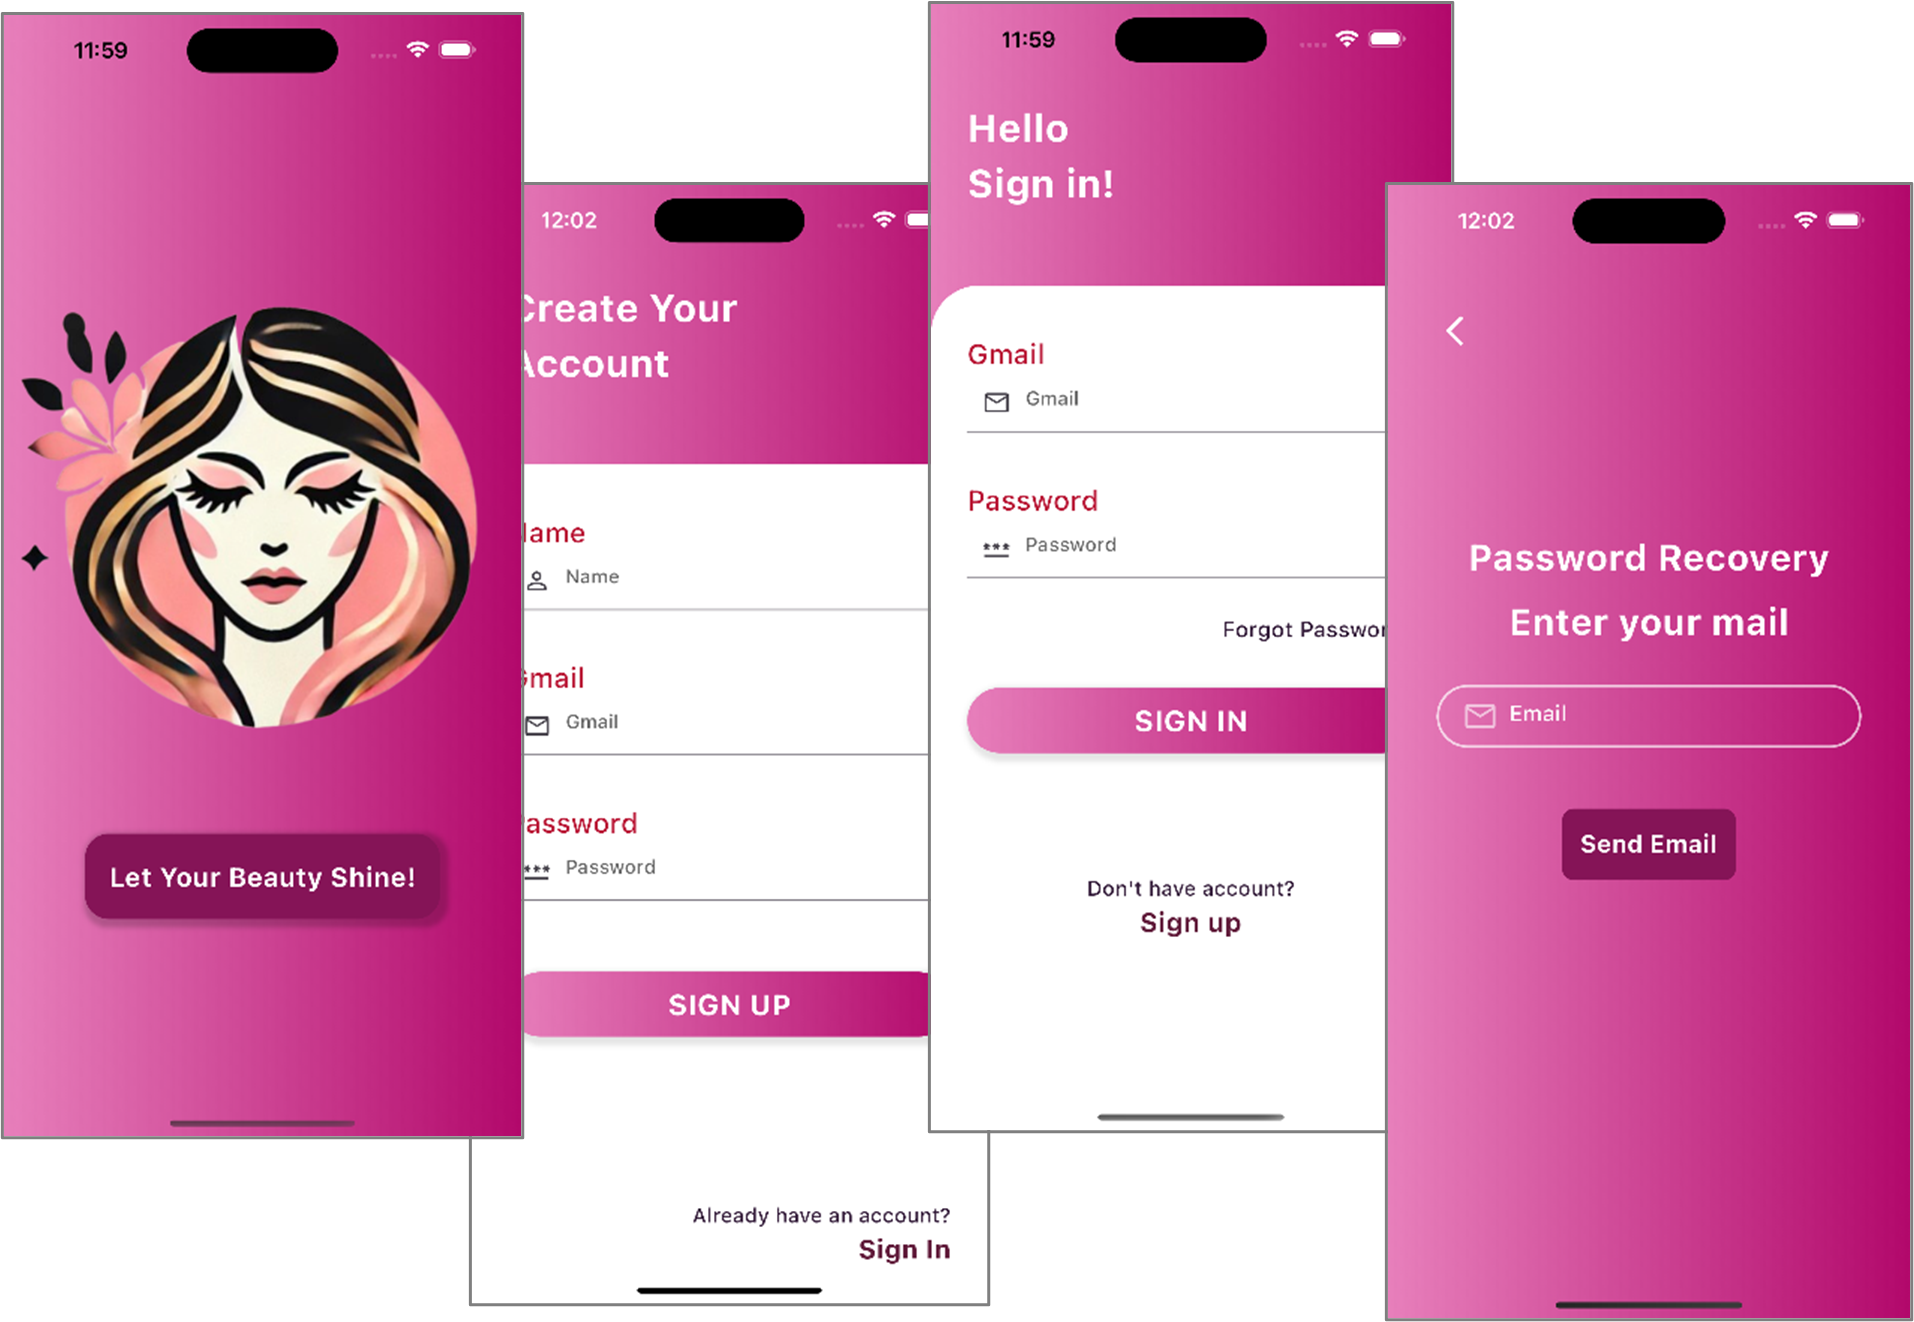 11:59
Let Your Beauty Shine!
12:02
Create Your
Account
Name
Name
Gmail
Gmail
Password
***
Password
SIGN UP
Already have an account?
Sign In
11:59
Hello
Sign in!
Gmail
Gmail
Password
***
Password
Forgot Passwor
SIGN IN
Don't have account?
Sign up
12:02
Password Recovery
Enter your mail
Email
Send Email